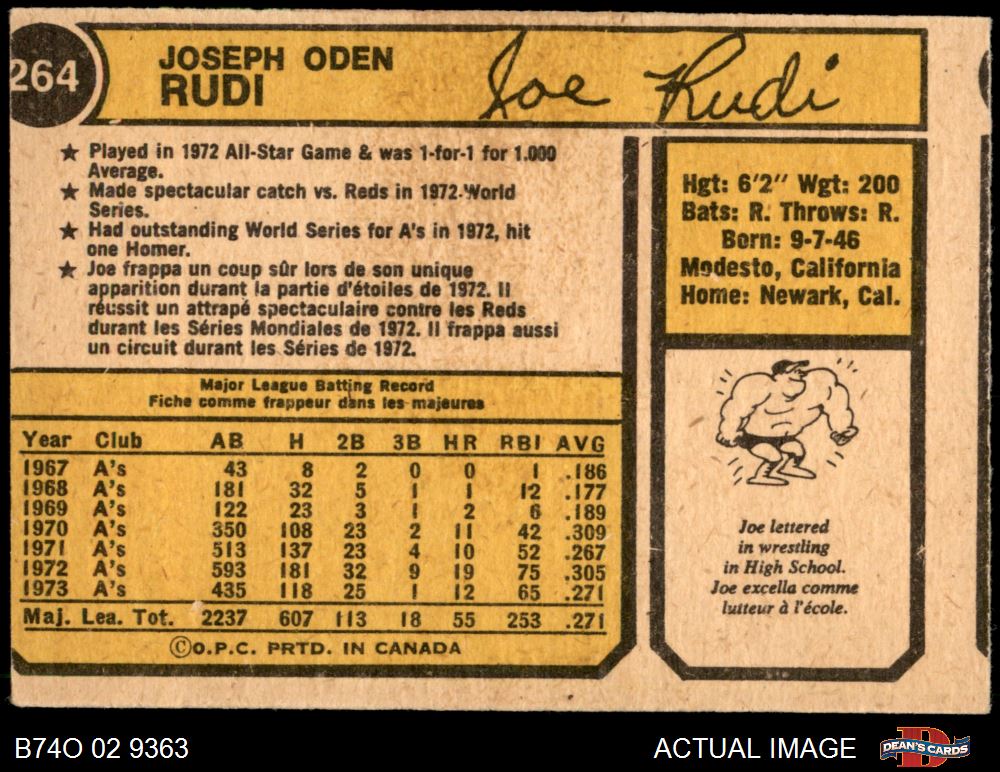 264
JOSEPH ODEN
RUDI
Joe Rudi
★ Played in 1972 All-Star Game & was 1-for-1 for 1.000
Average.
★ Made spectacular catch vs. Reds in 1972 World
Series.
★ Had outstanding World Series for A's in 1972, hit
one Homer.
★ Joe frappa un coup sûr lors de son unique
apparition durant la partie d'étoiles de 1972. Il
réussit un attrapé spectaculaire contre les Reds
durant les Séries Mondiales de 1972. Il frappa aussi
un circuit durant les Séries de 1972.
Hgt: 6'2" Wgt: 200
Bats: R. Throws: R.
Born: 9-7-46
Modesto, California
Home: Newark, Cal.
Major League Batting Record
Fiche comme frappeur dans les majeures
Year Club AB H 2B 3B HR RBI AVG
1967 A's 43 8 2 0 0 1 .186
1968 A's 181 32 5 1 1 12 .177
1969 A's 122 23 3 1 2 6 .189
1970 A's 350 108 23 2 11 42 .309
1971 A's 513 137 23 4 10 52 .267
1972 A's 593 181 32 9 19 75 .305
1973 A's 435 118 25 1 12 65 .271
Maj. Lea. Tot. 2237 607 113 18 55 253 .271
©O.P.C. PRTD. IN CANADA
Joe lettered
in wrestling
in High School.
Joe excella comme
lutteur à l'école.
B74O 02 9363
ACTUAL IMAGE
DEAN'S CARDS